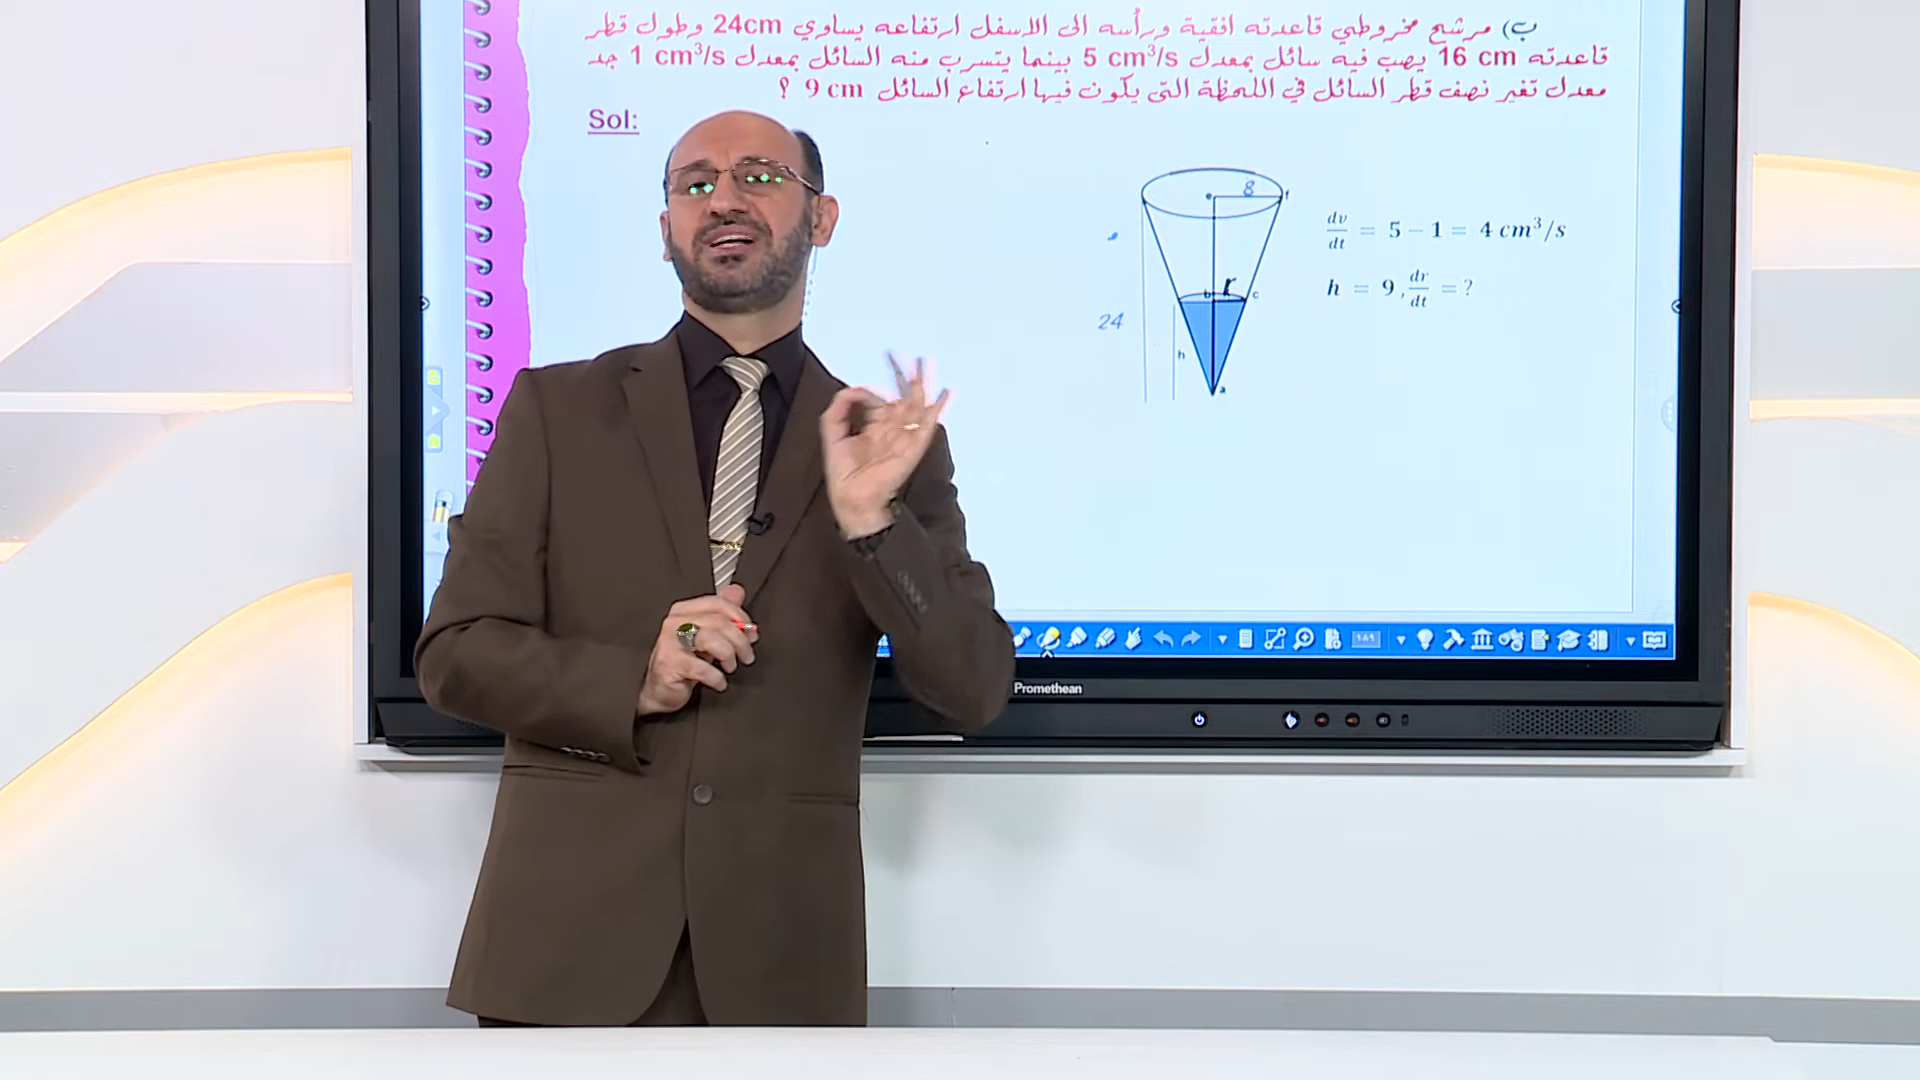 ب) مرشح مخروطي قاعدته افقية ورأسه الى الاسفل ارتفاعه يساوي 24cm وطول قطر
قاعدته 16 cm يصب فيه سائل بمعدل 5 cm³/s بينما يتسرب منه السائل بمعدل 1 cm³/s جد
معدل تغير نصف قطر السائل في اللحظة التي يكون فيها ارتفاع السائل 9 cm ؟
Sol:
e 8 f
dv/dt = 5 − 1 = 4 cm³/s
h = 9 , dr/dt = ?
b r c
24
h
a
١٨٩
Promethean